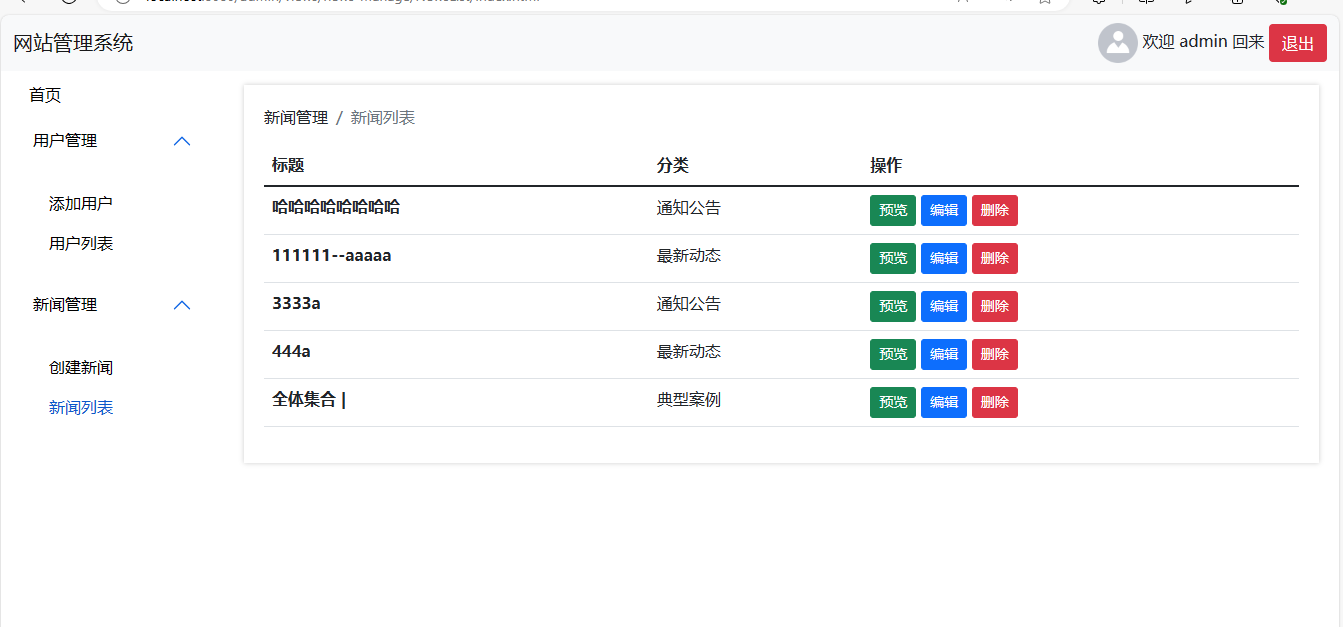 网站管理系统
欢迎 admin 回来 退出
首页
用户管理
添加用户
用户列表
新闻管理
创建新闻
新闻列表
新闻管理 / 新闻列表
标题 分类 操作
哈哈哈哈哈哈哈哈 通知公告 预览 编辑 删除
111111--aaaaa 最新动态 预览 编辑 删除
3333a 通知公告 预览 编辑 删除
444a 最新动态 预览 编辑 删除
全体集合 | 典型案例 预览 编辑 删除